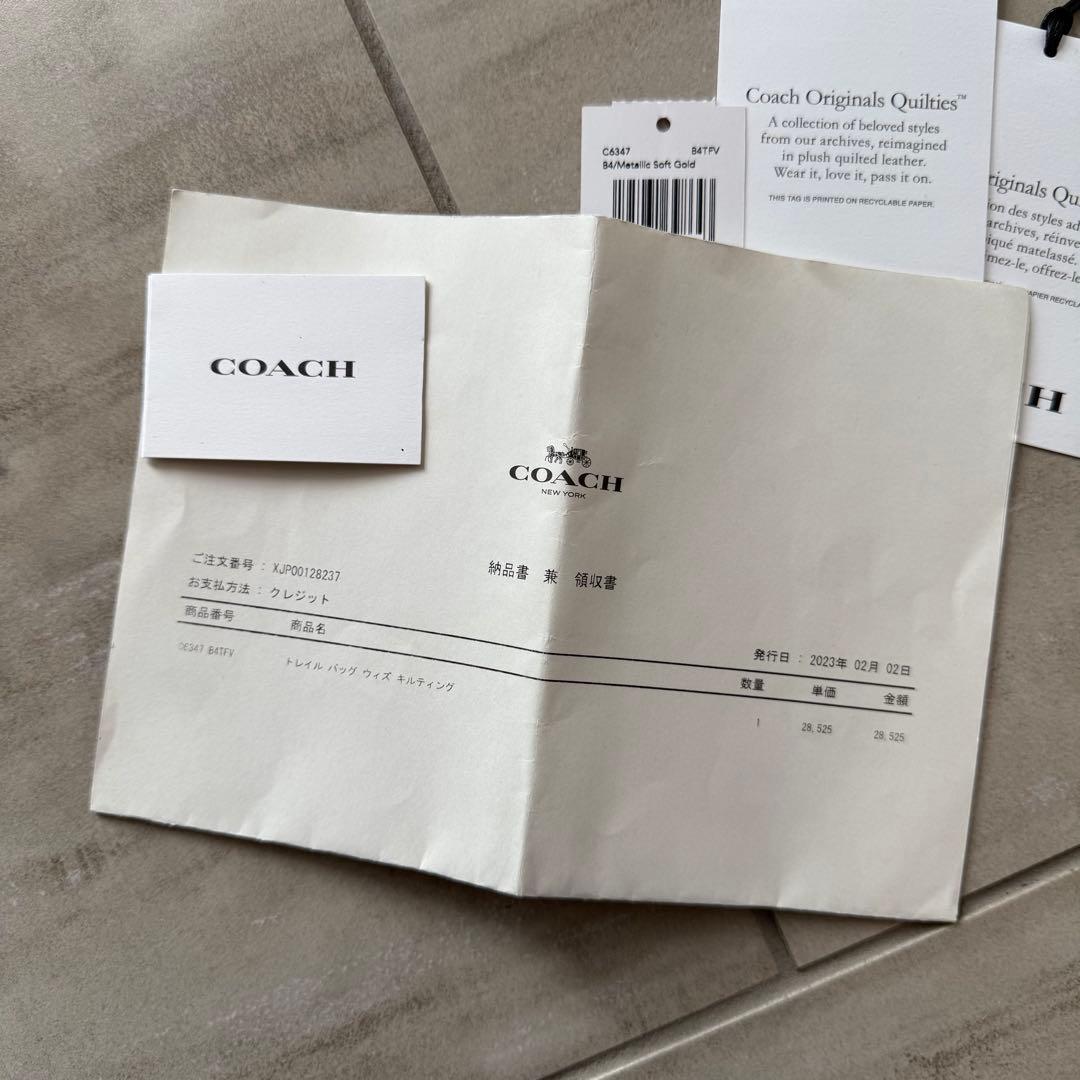 Coach Originals Quilties™
A collection of beloved styles
from our archives, reimagined
in plush quilted leather.
Wear it, love it, pass it on.
THIS TAG IS PRINTED ON RECYCLABLE PAPER.
C6347 B4TFV
B4/Metallic Soft Gold
riginals Qu
ion des styles ad
archives, réinve
iqué matelassé.
mez-le, offrez-le
APIER RECYCLA
CH
COACH
COACH
NEW YORK
納品書 兼 領収書
ご注文番号 : XJP00128237
お支払方法 : クレジット
発行日 : 2023年 02月 02日
商品番号 商品名 数量 単価 金額
CE347 B4TFV トレイル バッグ ウィズ キルティング 1 28,525 28,525